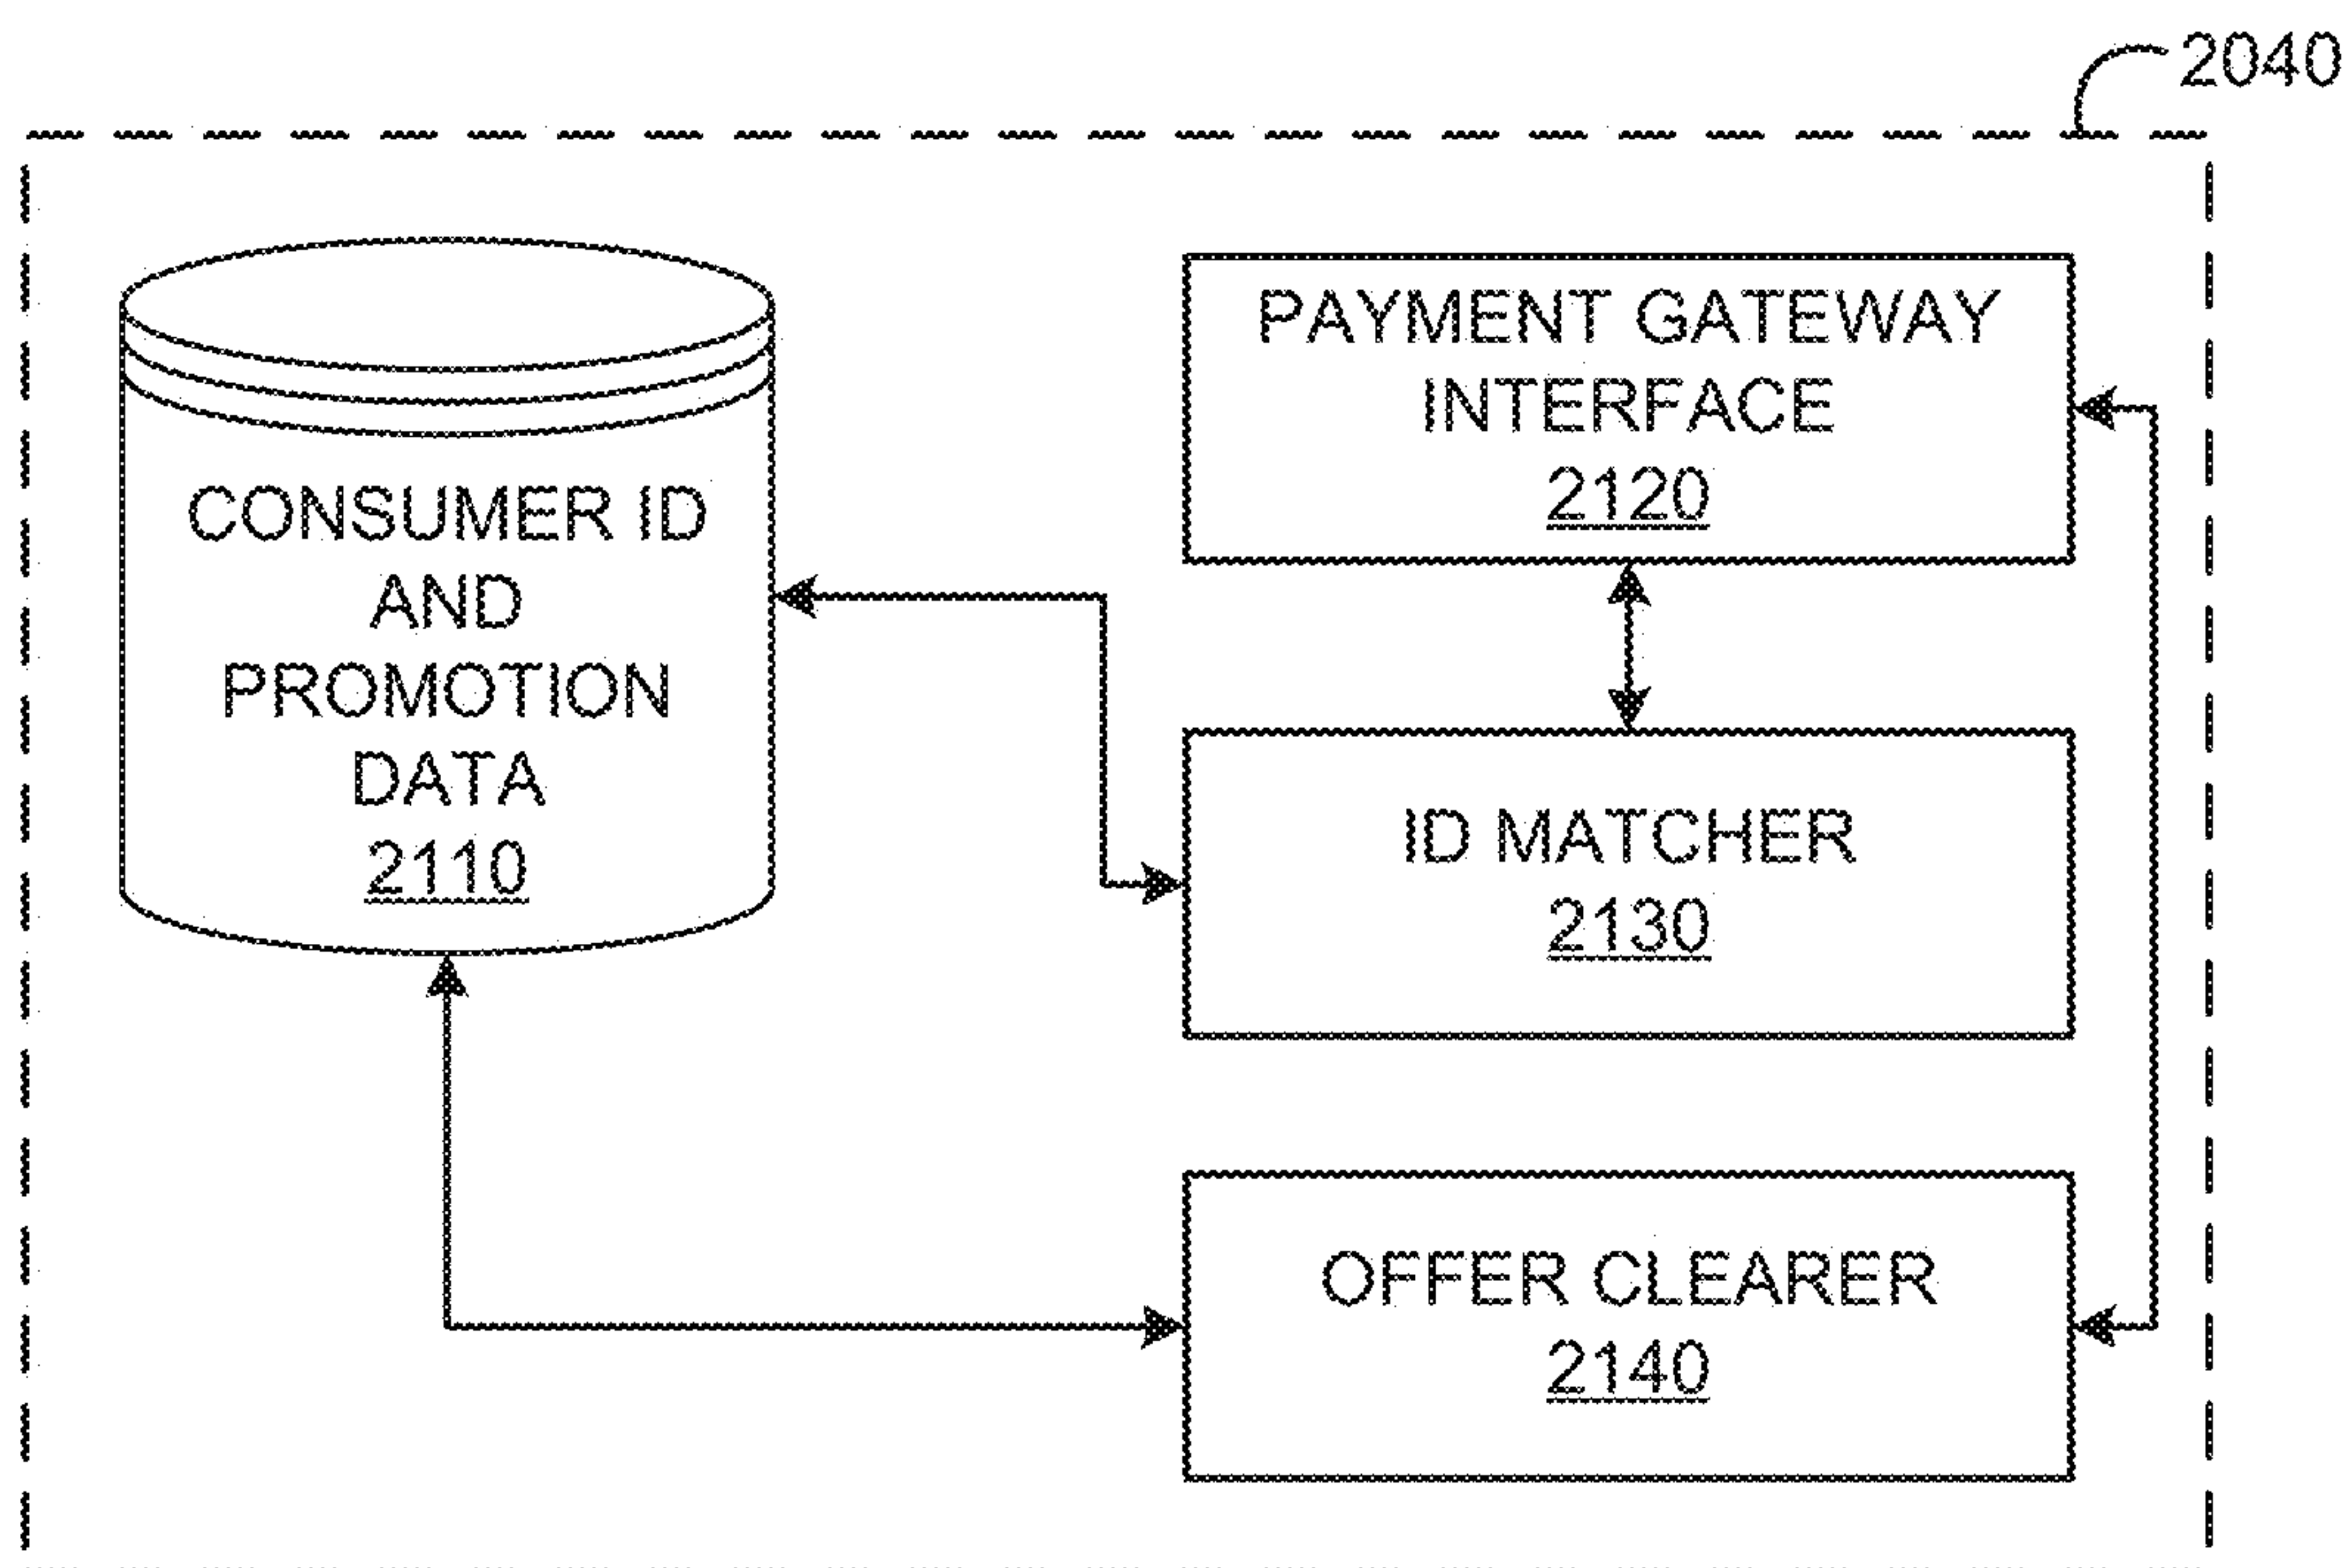 2040
CONSUMER ID
AND
PROMOTION
DATA
2110
PAYMENT GATEWAY
INTERFACE
2120
ID MATCHER
2130
OFFER CLEARER
2140